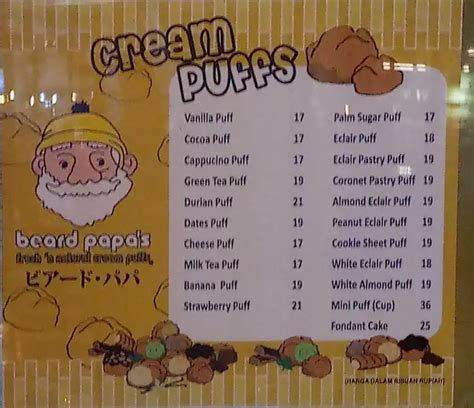 cream
PUFFS
beard papa's
fresh 'n natural cream puffs
ビアード・パパ
Vanilla Puff 17
Cocoa Puff 17
Cappucino Puff 17
Green Tea Puff 19
Durian Puff 21
Dates Puff 19
Cheese Puff 17
Milk Tea Puff 17
Banana Puff 19
Strawberry Puff 21
Palm Sugar Puff 17
Eclair Puff 18
Eclair Pastry Puff 19
Coronet Pastry Puff 19
Almond Eclair Puff 19
Peanut Eclair Puff 19
Cookie Sheet Puff 19
White Eclair Puff 18
White Almond Puff 19
Mini Puff (Cup) 36
Fondant Cake 25
(HARGA DALAM RIBUAN RUPIAH)